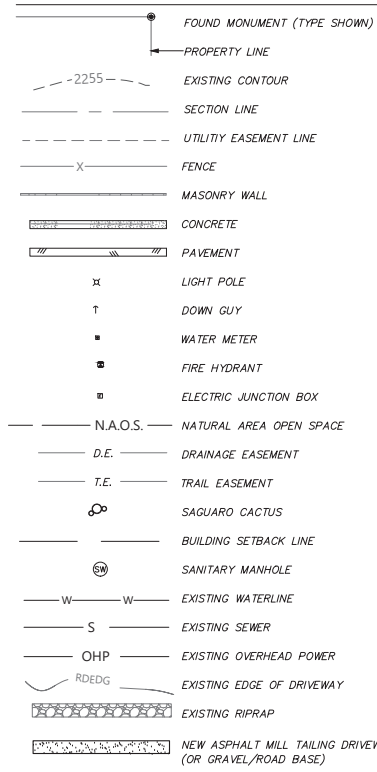 FOUND MONUMENT (TYPE SHOWN)
PROPERTY LINE
2255 EXISTING CONTOUR
SECTION LINE
UTILITIY EASEMENT LINE
X FENCE
MASONRY WALL
CONCRETE
PAVEMENT
LIGHT POLE
DOWN GUY
WATER METER
FIRE HYDRANT
ELECTRIC JUNCTION BOX
N.A.O.S. NATURAL AREA OPEN SPACE
D.E. DRAINAGE EASEMENT
T.E. TRAIL EASEMENT
SAGUARO CACTUS
BUILDING SETBACK LINE
SW SANITARY MANHOLE
W W EXISTING WATERLINE
S EXISTING SEWER
OHP EXISTING OVERHEAD POWER
RDEDG EXISTING EDGE OF DRIVEWAY
EXISTING RIPRAP
NEW ASPHALT MILL TAILING
(OR GRAVEL/ROAD BASE)